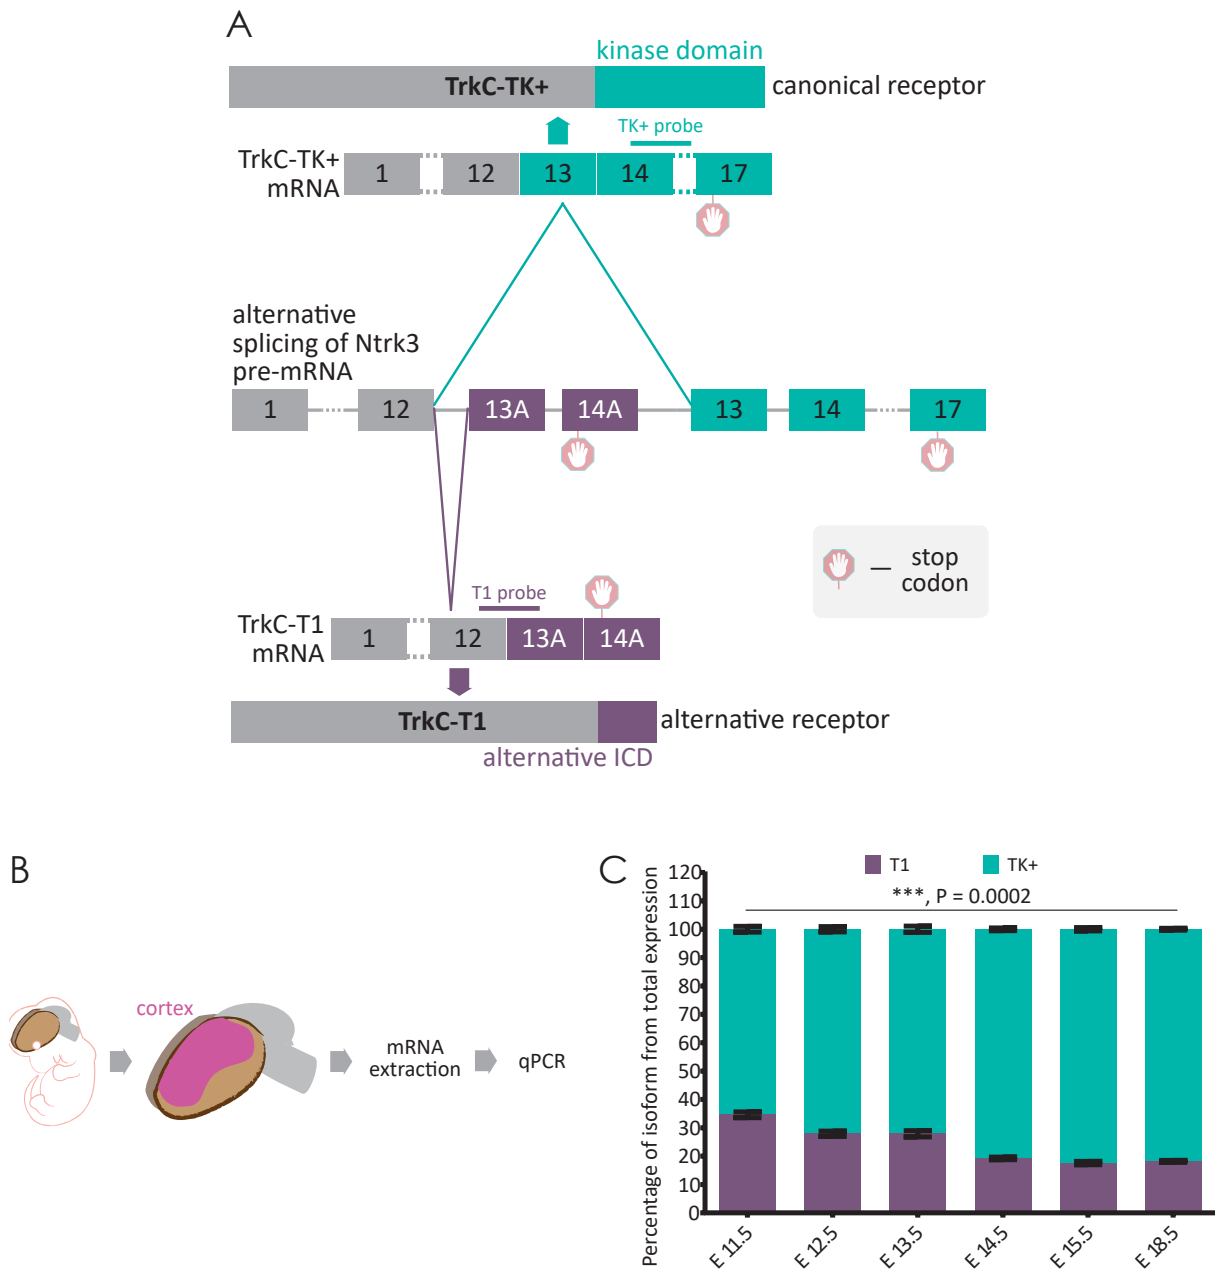 A
kinase domain
TrkC-TK+
canonical receptor
TK+ probe
TrkC-TK+
mRNA
1
12
13
14
17
alternative
splicing of Ntrk3
pre-mRNA
1
12
13A
14A
13
14
17
— stop
codon
T1 probe
TrkC-T1
mRNA
1
12
13A
14A
TrkC-T1
alternative receptor
alternative ICD
B
cortex
mRNA
extraction
qPCR
C
T1
TK+
***, P = 0.0002
Percentage of isoform from total expression
120
110
100
90
80
70
60
50
40
30
20
10
0
E 11.5
E 12.5
E 13.5
E 14.5
E 15.5
E 18.5